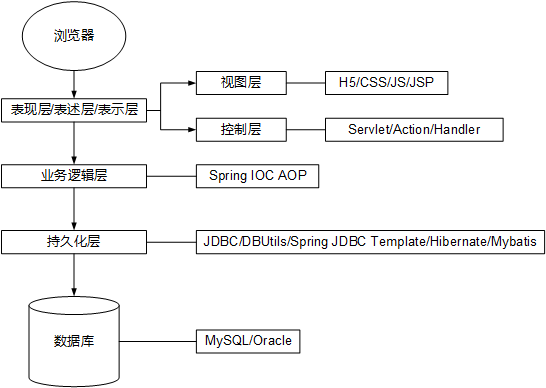 浏览器
视图层
H5/CSS/JS/JSP
表现层/表述层/表示层
控制层
Servlet/Action/Handler
业务逻辑层
Spring IOC AOP
持久化层
JDBC/DBUtils/Spring JDBC Template/Hibernate/Mybatis
数据库
MySQL/Oracle